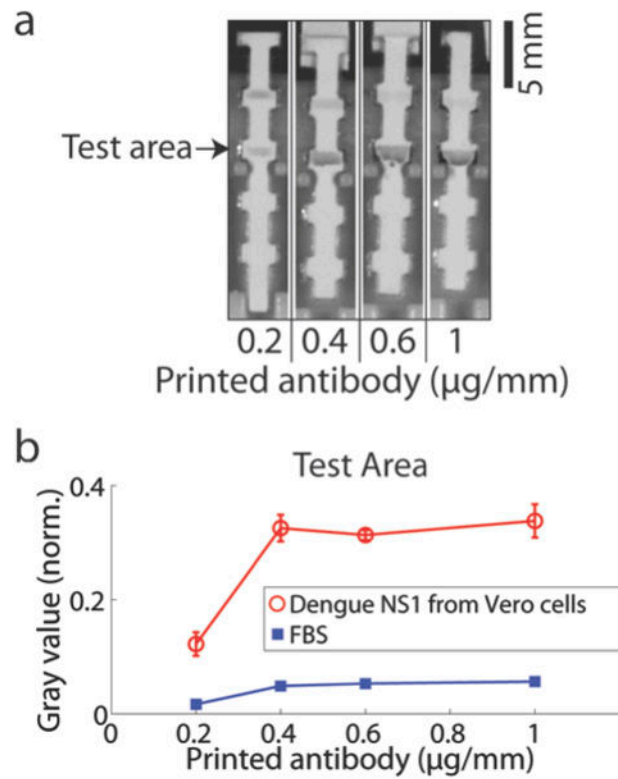 a
5 mm
Test area
0.2 0.4 0.6 1
Printed antibody (μg/mm)
b
Test Area
Gray value (norm.)
0.4
0.2
0
Dengue NS1 from Vero cells
FBS
0 0.2 0.4 0.6 0.8 1
Printed antibody (μg/mm)